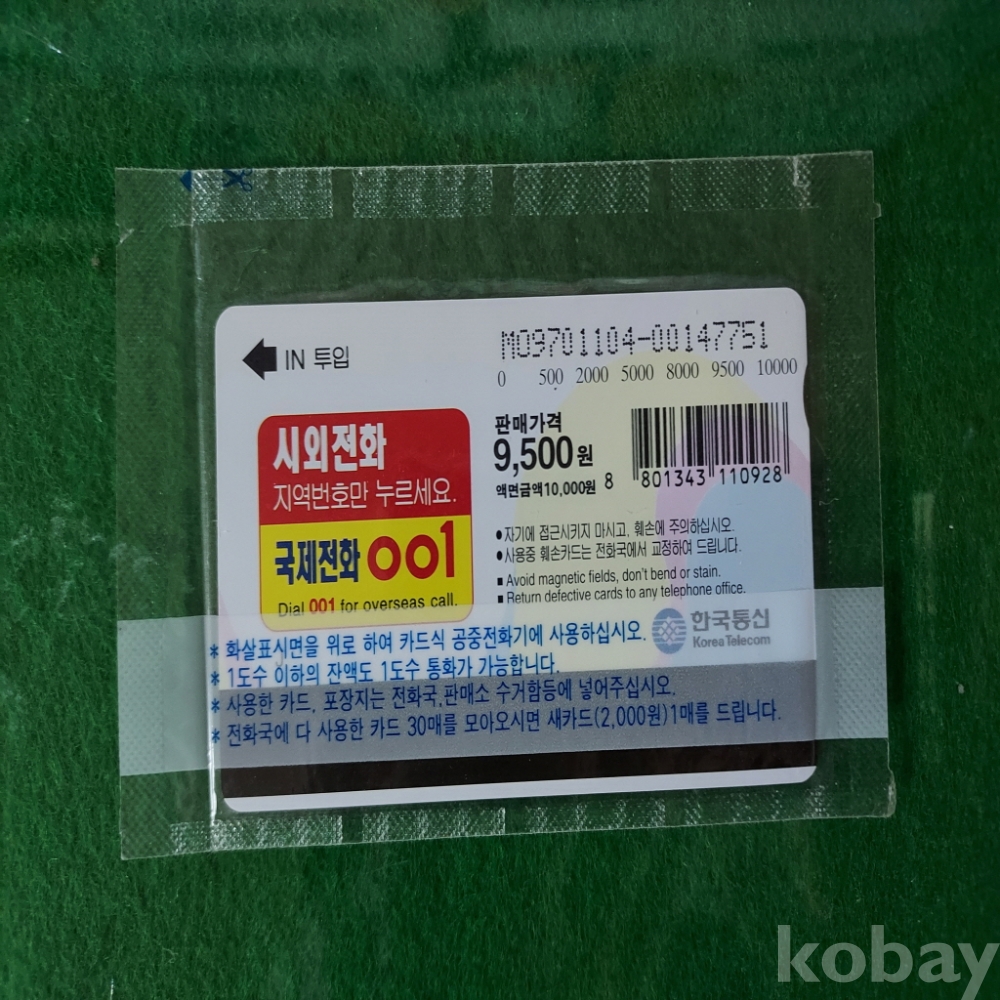 IN 투입
MO9701104-00147751
0 500 2000 5000 8000 9500 10000
시외전화
지역번호만 누르세요.
국제전화 001
Dial 001 for overseas call.
판매가격
9,500원
액면금액10,000원
8 801343 110928
•자기에 접근시키지 마시고, 훼손에 주의하십시오.
•사용중 훼손카드는 전화국에서 교정하여 드립니다.
■ Avoid magnetic fields, don't bend or stain.
■ Return defective cards to any telephone office.
한국통신
Korea Telecom
* 화살표시면을 위로 하여 카드식 공중전화기에 사용하십시오.
* 1도수 이하의 잔액도 1도수 통화가 가능합니다.
* 사용한 카드, 포장지는 전화국,판매소 수거함등에 넣어주십시오.
* 전화국에 다 사용한 카드 30매를 모아오시면 새카드(2,000원)1매를 드립니다.
kobay